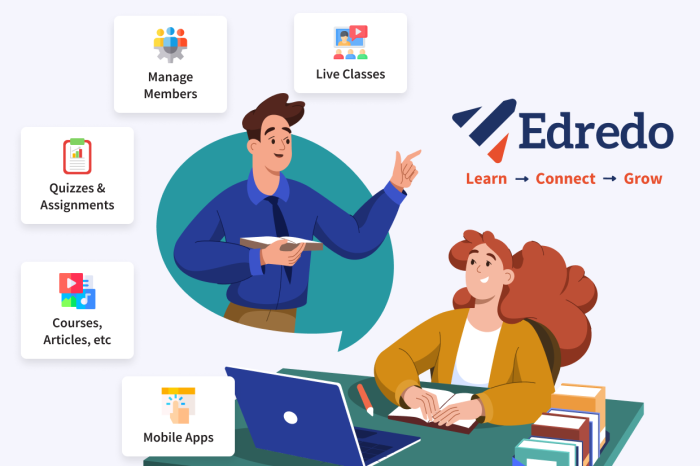 Manage
Members
Live Classes
Quizzes &
Assignments
Edredo
Learn → Connect → Grow
Courses,
Articles, etc
Mobile Apps